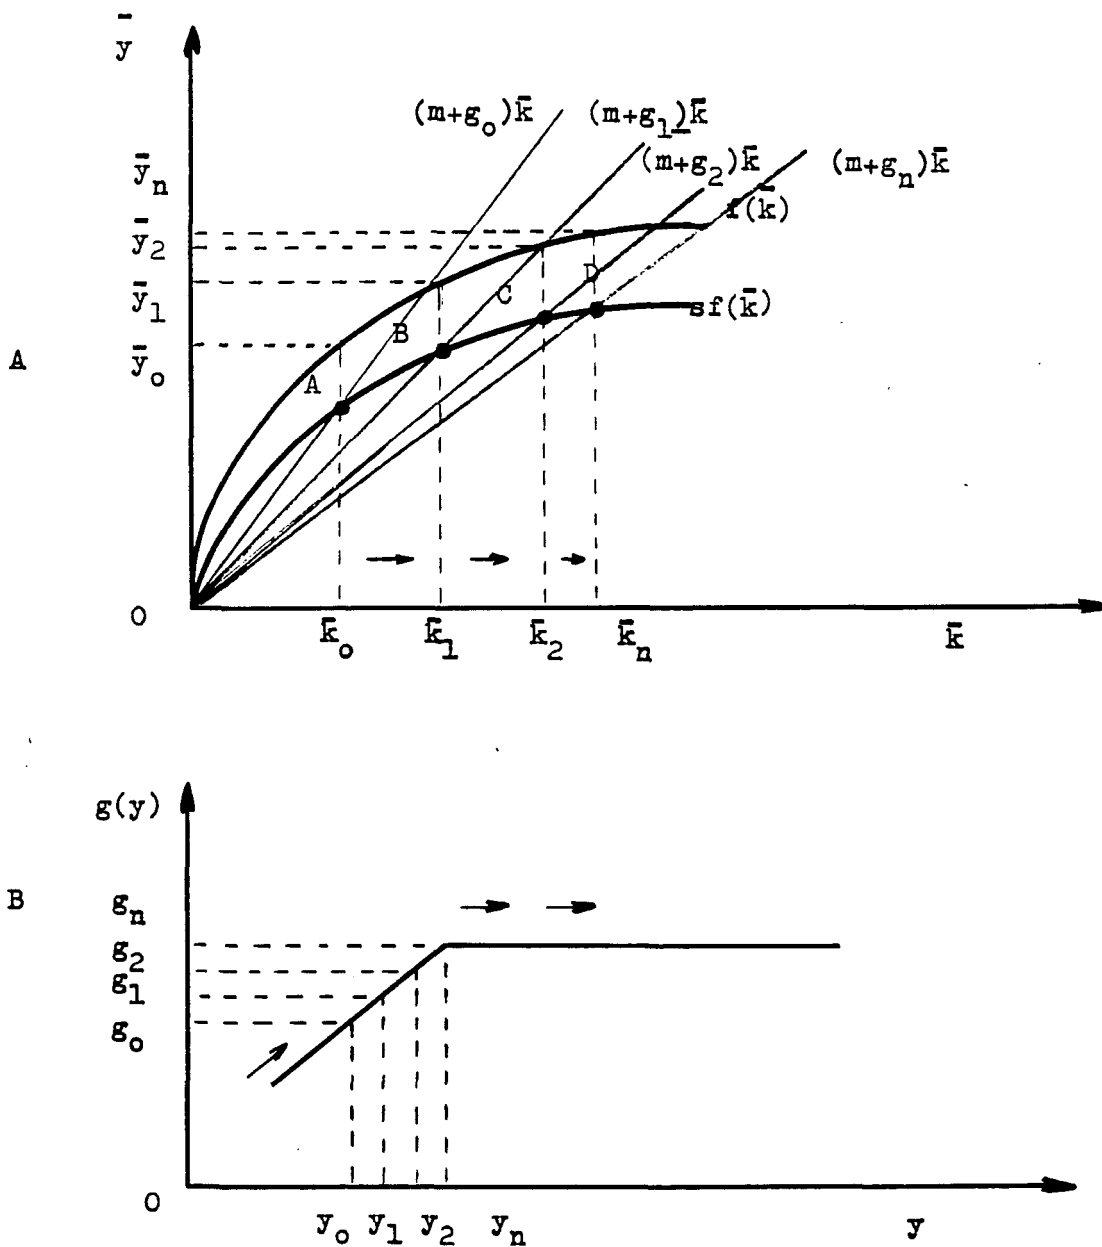 ȳ
(m+g₀)k̄ (m+g₁)k̄
(m+g₂)k̄ (m+gₙ)k̄
ȳₙ
f(k̄)
ȳ₂
D
C
ȳ₁
sf(k̄)
B
A
ȳ₀
A
0
k̄₀ k̄₁ k̄₂ k̄ₙ k̄
g(y)
B
gₙ
g₂
g₁
g₀
0
y₀ y₁ y₂ yₙ y